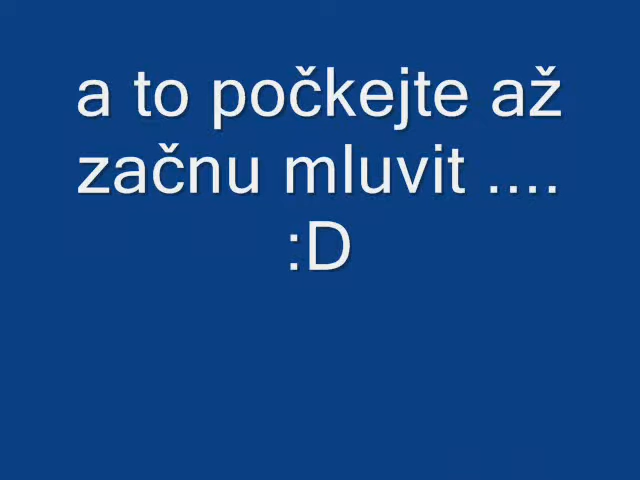 a to počkejte až
začnu mluvit ....
:D